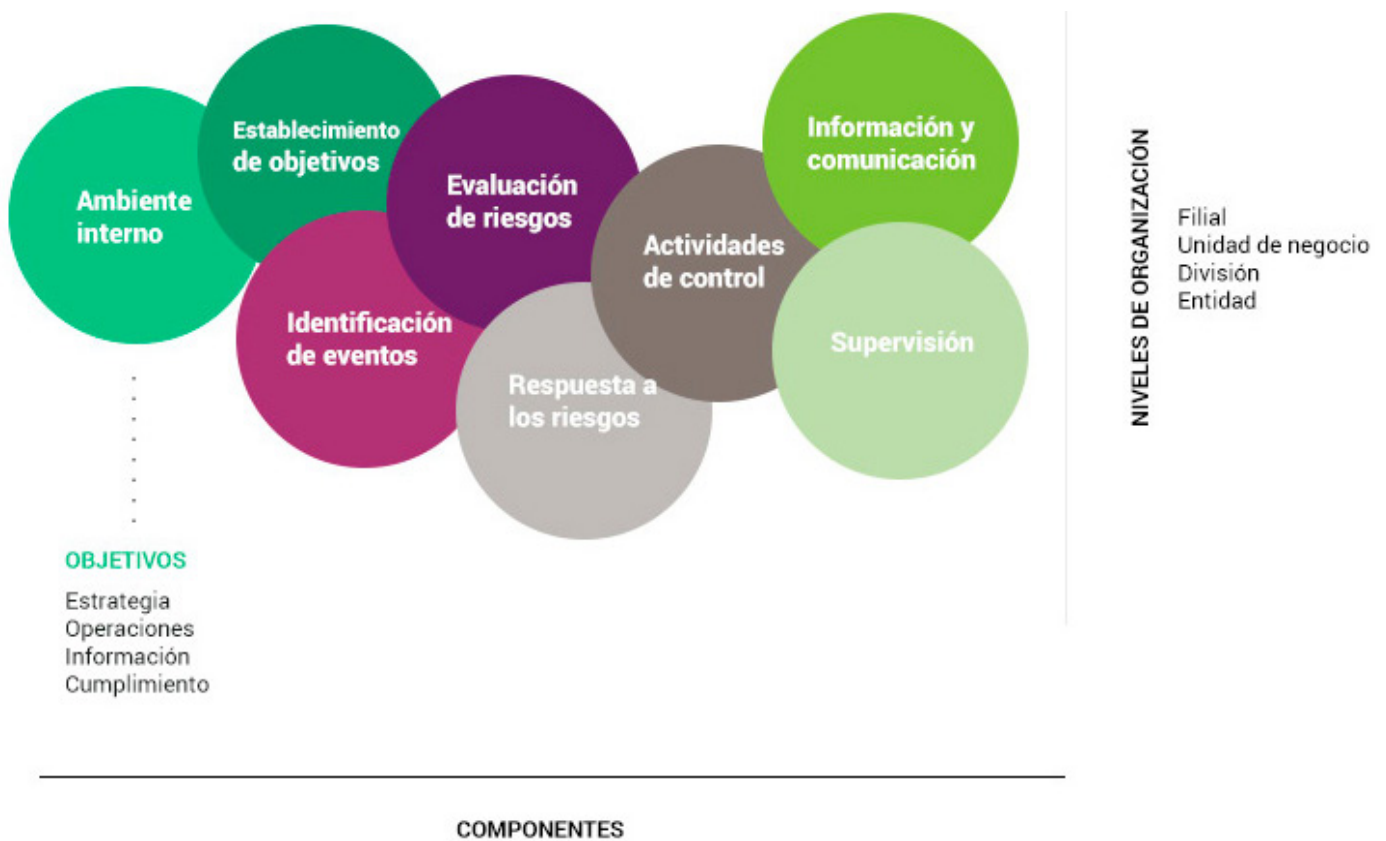 Ambiente
interno
Establecimiento
de objetivos
Identificación
de eventos
Evaluación
de riesgos
Respuesta a
los riesgos
Actividades
de control
Información y
comunicación
Supervisión
OBJETIVOS
Estrategia
Operaciones
Información
Cumplimiento
COMPONENTES
NIVELES DE ORGANIZACIÓN
Filial
Unidad de negocio
División
Entidad